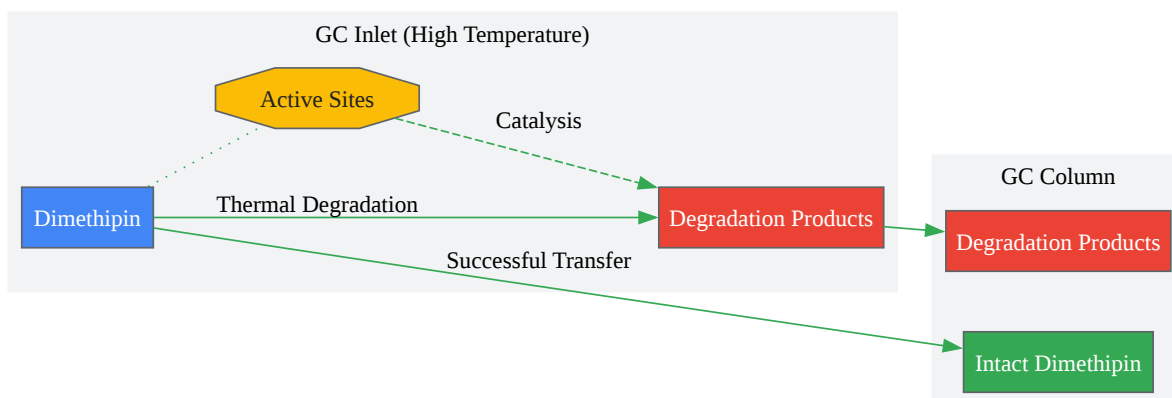 GC Inlet (High Temperature)
Active Sites
Catalysis
GC Column
Dimethipin
Thermal Degradation
Degradation Products
Degradation Products
Successful Transfer
Intact Dimethipin